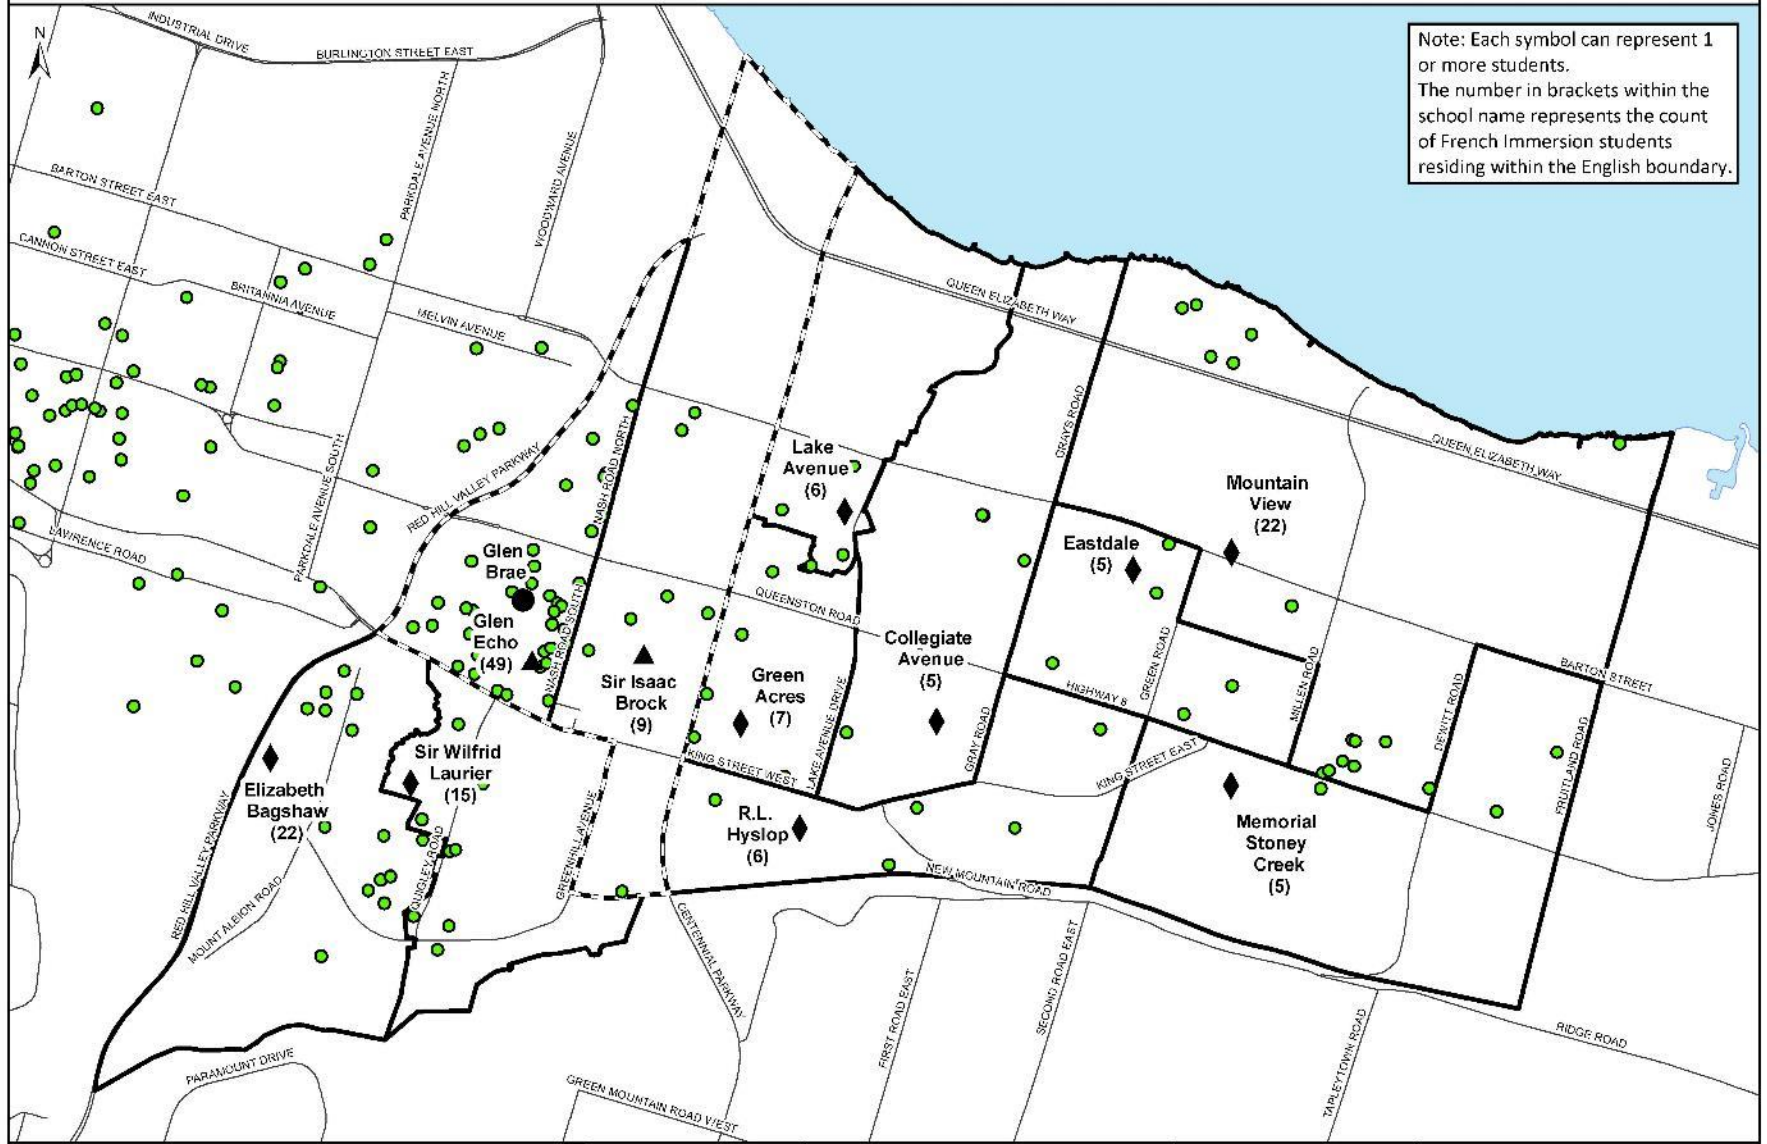 N
INDUSTRIAL DRIVE
BURLINGTON STREET EAST
Note: Each symbol can represent 1
or more students.
The number in brackets within the
school name represents the count
of French Immersion students
residing within the English boundary.
PARKDALE AVENUE NORTH
WOODWARD AVENUE
BARTON STREET EAST
CANNON STREET EAST
BRITANNIA AVENUE
MELVIN AVENUE
QUEEN ELIZABETH WAY
GRAYS ROAD
QUEEN ELIZABETH WAY
NASH ROAD NORTH
RED HILL VALLEY PARKWAY
PARKDALE AVENUE SOUTH
LAWRENCE ROAD
Lake
Avenue
(6)
Mountain
View
(22)
Eastdale
(5)
Glen
Brae
Glen
Echo
(49)
NASH ROAD SOUTH
QUEENSTON ROAD
Collegiate
Avenue
(5)
Sir Isaac
Brock
(9)
Green
Acres
(7)
GREEN ROAD
HIGHWAY 8
MILLEN ROAD
BARTON STREET
DEWITT ROAD
FRUITLAND ROAD
JONES ROAD
LAKE AVENUE DRIVE
GRAY ROAD
KING STREET WEST
KING STREET EAST
Sir Wilfrid
Laurier
(15)
Elizabeth
Bagshaw
(22)
R.L.
Hyslop
(6)
Memorial
Stoney
Creek
(5)
RED HILL VALLEY PARKWAY
MOUNT ALBION ROAD
QUIGLEY ROAD
GREENHILL AVENUE
NEW MOUNTAIN ROAD
CENTENNIAL PARKWAY
FIRST ROAD EAST
SECOND ROAD EAST
TAPLEYTOWN ROAD
RIDGE ROAD
PARAMOUNT DRIVE
GREEN MOUNTAIN ROAD WEST